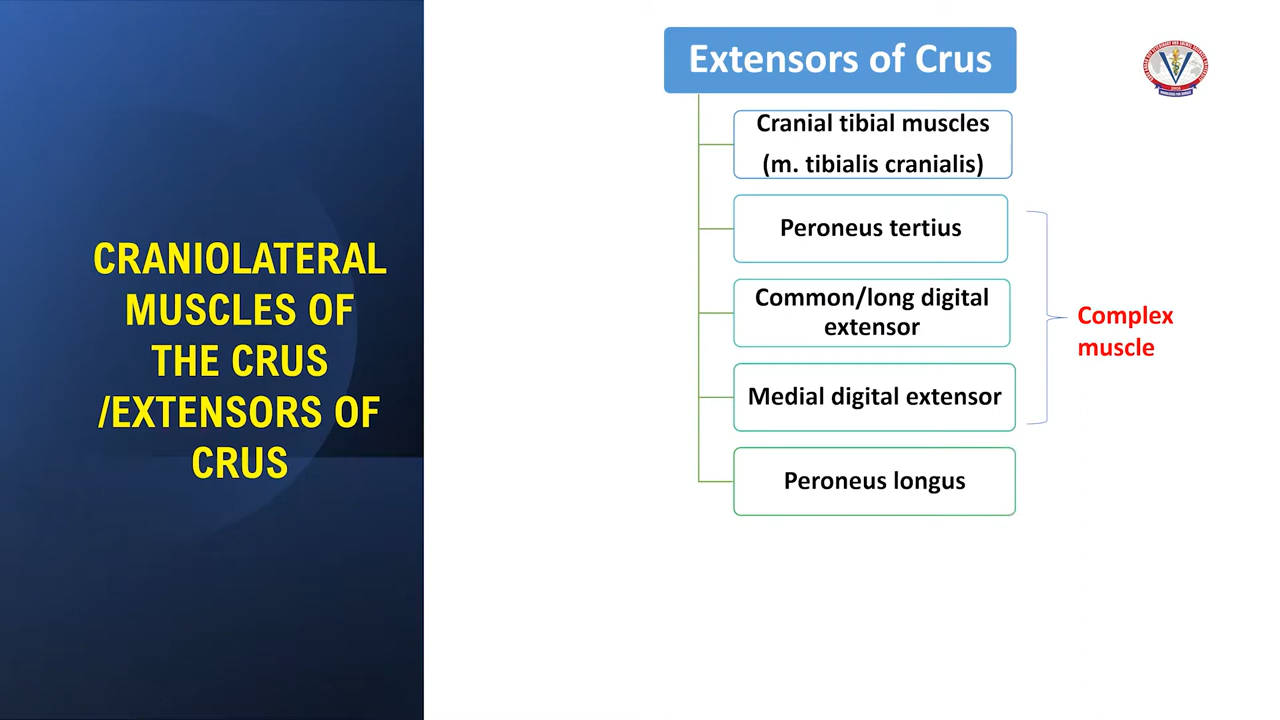 CRANIOLATERAL
MUSCLES OF
THE CRUS
/EXTENSORS OF
CRUS
Extensors of Crus
Cranial tibial muscles
(m. tibialis cranialis)
Peroneus tertius
Common/long digital
extensor
Medial digital extensor
Peroneus longus
Complex
muscle